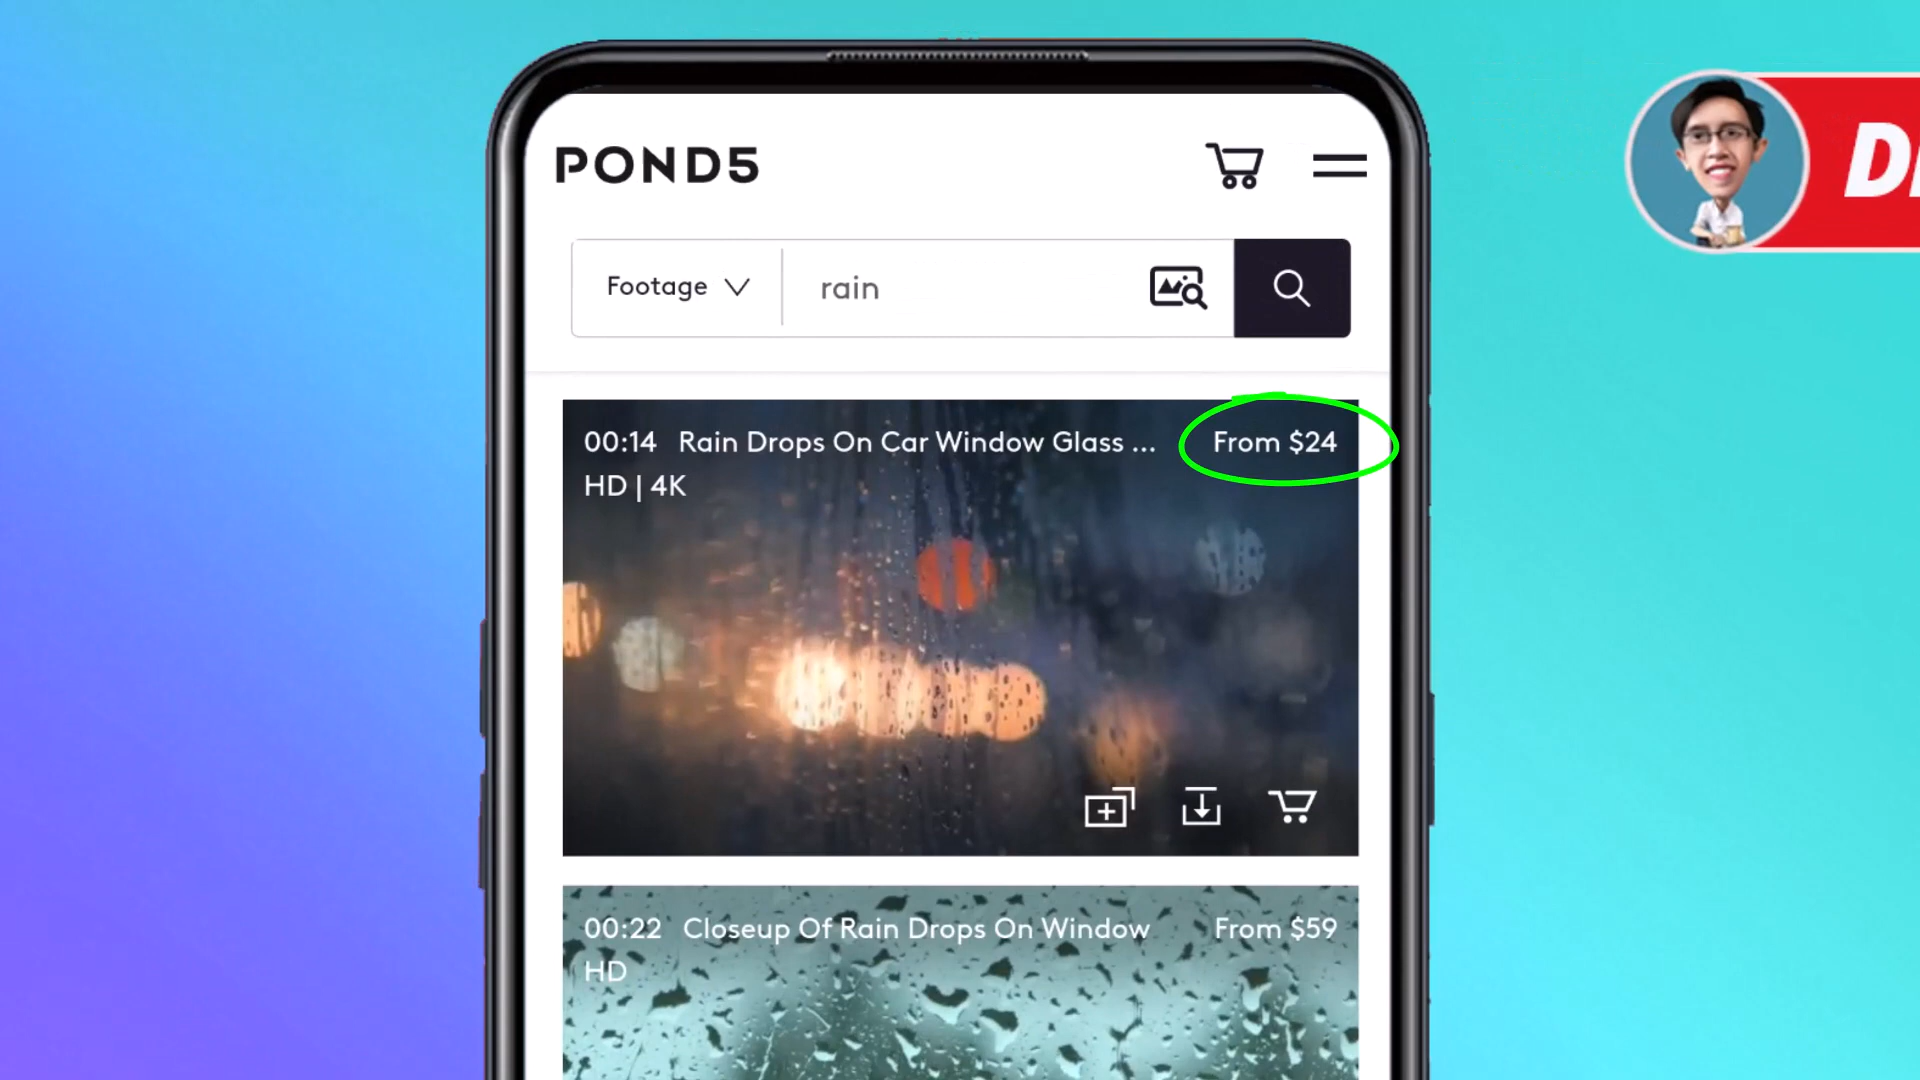 POND5
Footage rain
00:14 Rain Drops On Car Window Glass ... From $24
HD | 4K
00:22 Closeup Of Rain Drops On Window From $59
HD